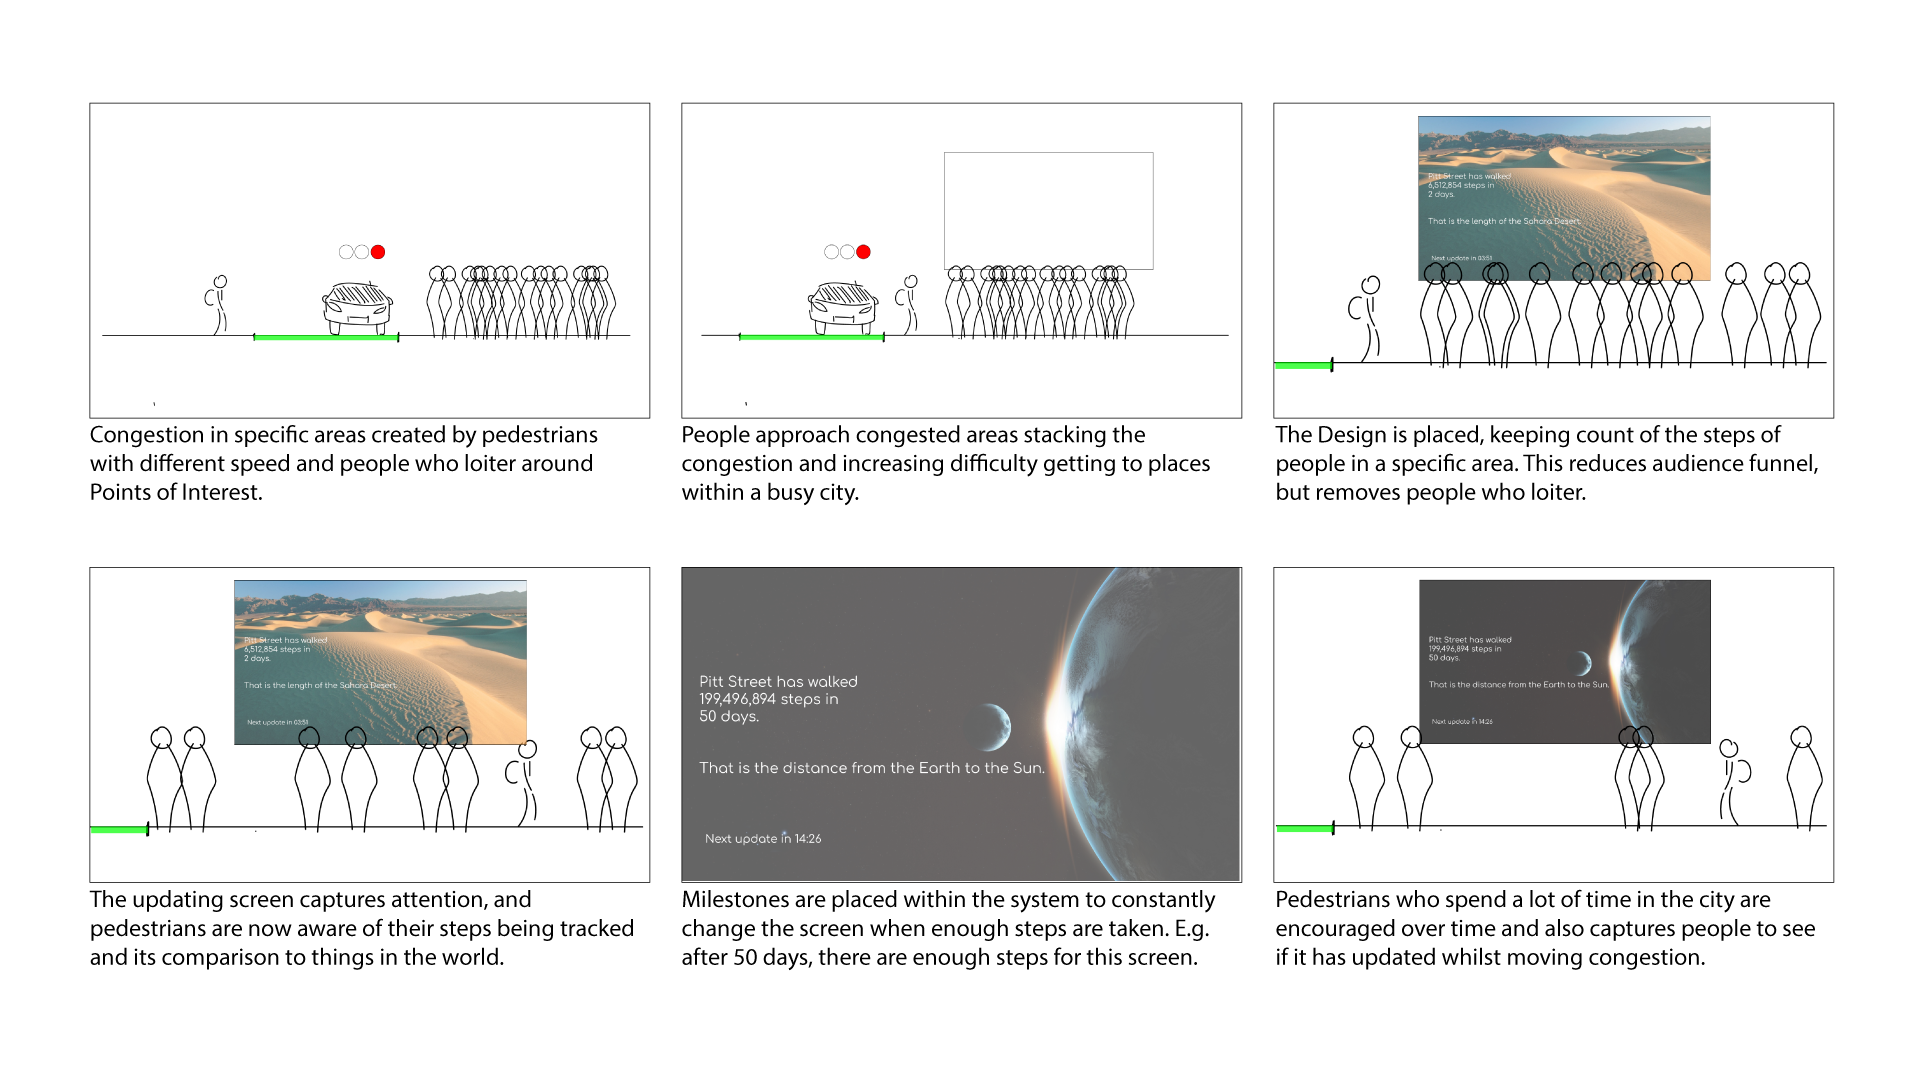 Pitt Street has walked
6,512,854 steps in
2 days.
That is the length of the Sahara Desert.
Next update in 03:51
Congestion in specific areas created by pedestrians
with different speed and people who loiter around
Points of Interest.
People approach congested areas stacking the
congestion and increasing difficulty getting to places
within a busy city.
The Design is placed, keeping count of the steps of
people in a specific area. This reduces audience funnel,
but removes people who loiter.
Pitt Street has walked
6,512,854 steps in
2 days.
That is the length of the Sahara Desert.
Next update in 03:51
Pitt Street has walked
199,496,894 steps in
50 days.
That is the distance from the Earth to the Sun.
Next update in 14:26
Pitt Street has walked
199,496,894 steps in
50 days.
That is the distance from the Earth to the Sun.
Next update in 14:26
The updating screen captures attention, and
pedestrians are now aware of their steps being tracked
and its comparison to things in the world.
Milestones are placed within the system to constantly
change the screen when enough steps are taken. E.g.
after 50 days, there are enough steps for this screen.
Pedestrians who spend a lot of time in the city are
encouraged over time and also captures people to see
if it has updated whilst moving congestion.